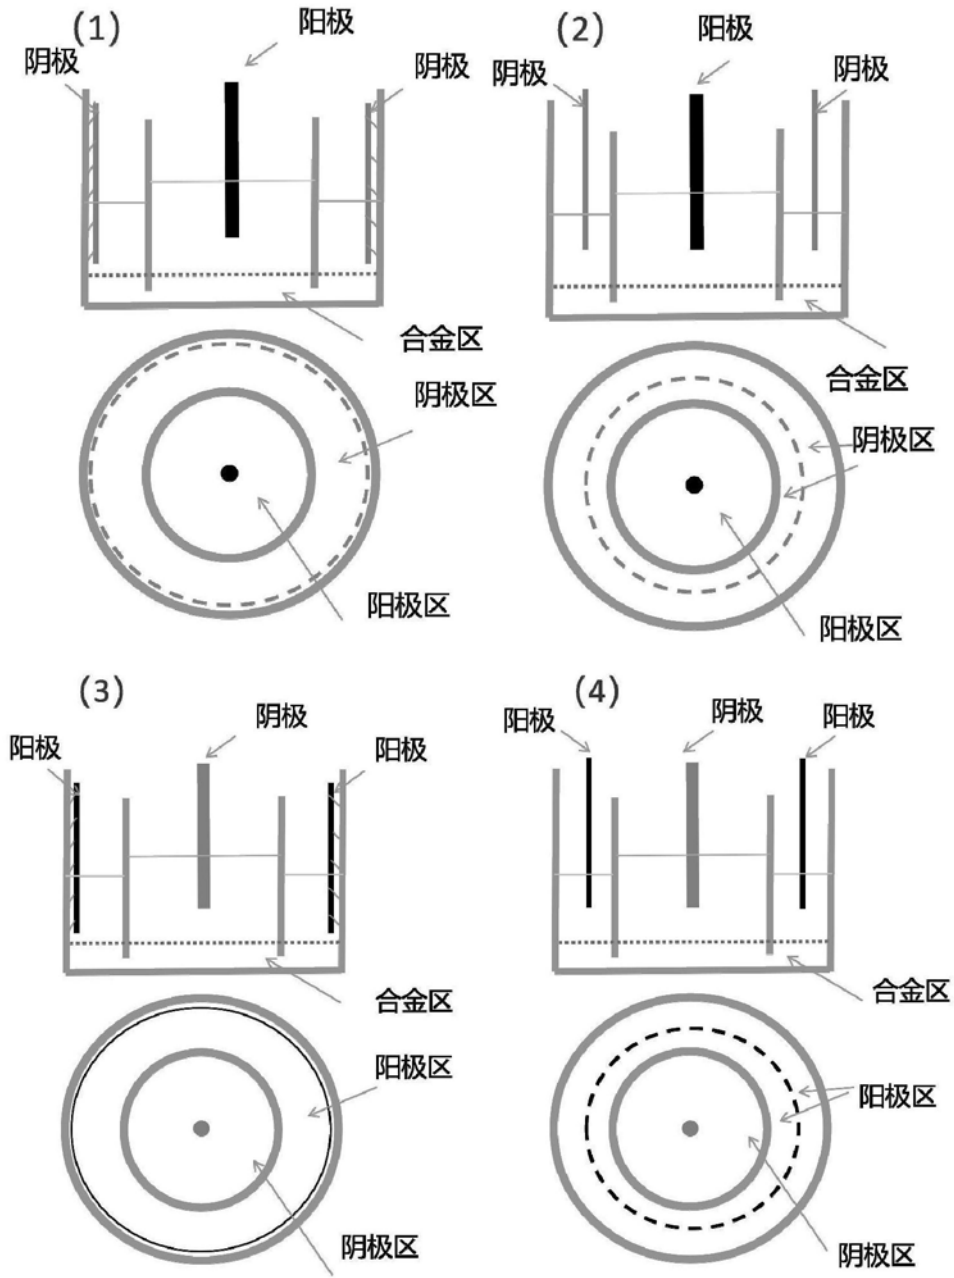 (1)
阳极
阴极
阴极
合金区
阴极区
阳极区
(2)
阳极
阴极
阴极
合金区
阴极区
阳极区
(3)
阴极
阳极
阳极
合金区
阳极区
阴极区
(4)
阳极
阴极
阳极
合金区
阳极区
阴极区